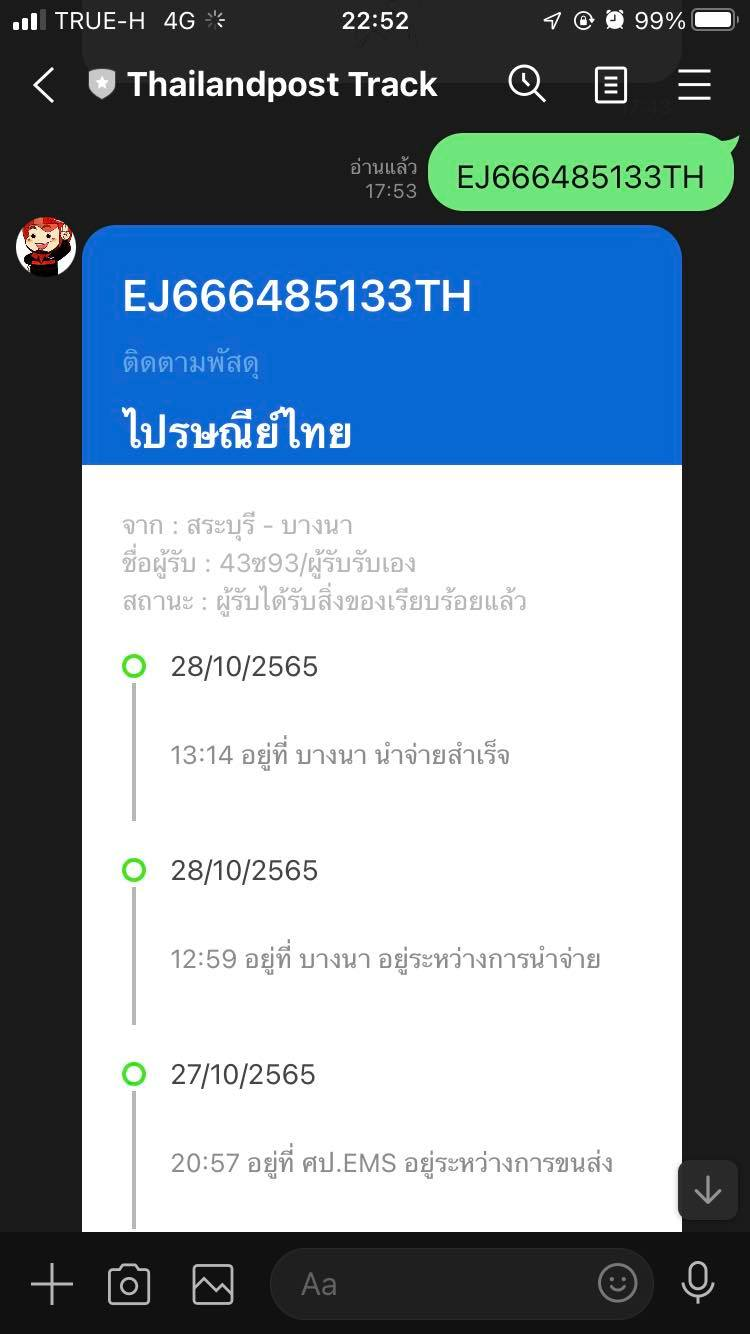 TRUE-H 4G 22:52 99%
Thailandpost Track
อ่านแล้ว
17:53
EJ666485133TH
EJ666485133TH
ติดตามพัสดุ
ไปรษณีย์ไทย
จาก : สระบุรี - บางนา
ชื่อผู้รับ : 43ซ93/ผู้รับรับเอง
สถานะ : ผู้รับได้รับสิ่งของเรียบร้อยแล้ว
28/10/2565
13:14 อยู่ที่ บางนา นำจ่ายสำเร็จ
28/10/2565
12:59 อยู่ที่ บางนา อยู่ระหว่างการนำจ่าย
27/10/2565
20:57 อยู่ที่ ศป.EMS อยู่ระหว่างการขนส่ง
Aa